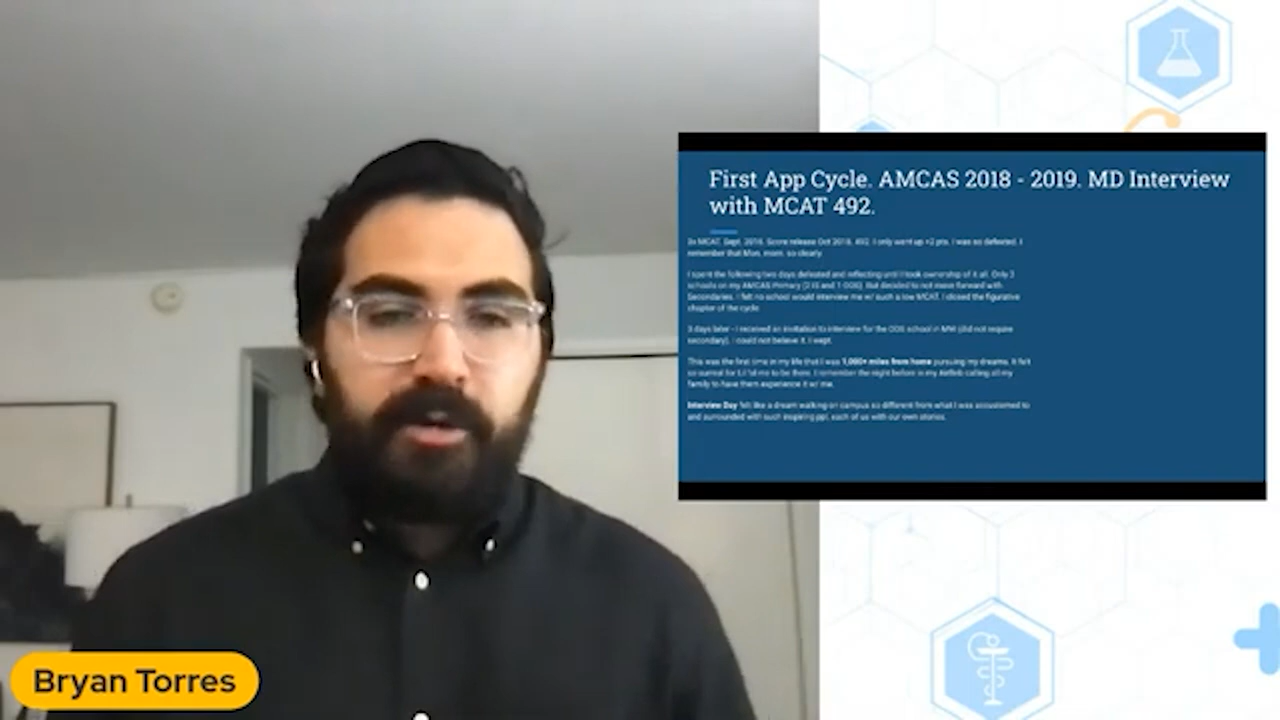 First App Cycle. AMCAS 2018 - 2019. MD Interview
with MCAT 492.
MCAT. Sept. 2018. Score release Oct 2018. 492. I only went up +2 pts. I was so defeated. I
remember that Mon. morn. so clearly.
I spent the following two days defeated and reflecting until I took ownership of it all. Only 3
schools on my AMCAS Primary But decided to not move forward with
Secondaries. I felt no school would interview me w/ such a low MCAT. I closed the figurative
chapter of the cycle
3 days later - I received an invitation to interview for the school in (did not require
secondary). I could not believe it. I wept.
This was the first time in my life that I was 1,000+ miles from home pursuing my dreams. It felt
so surreal for me to be there. I remember the night before in my AirBnb calling all my
family to have them experience it w/ me.
Interview Day felt like a dream walking on campus so different from what I was accustomed to
and surrounded with such inspiring ppl, each of us with our own stories.
Bryan Torres